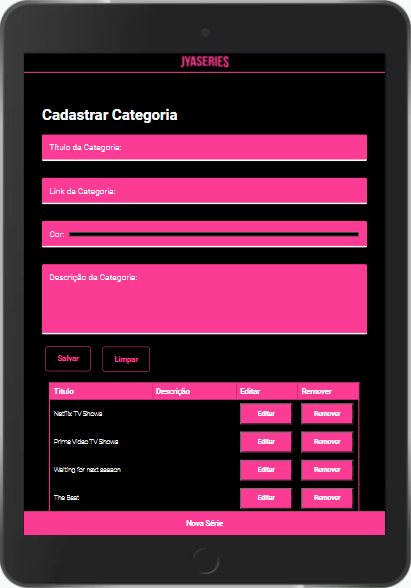 JYASERIES
Cadastrar Categoria
Título da Categoria:
Link da Categoria:
Cor:
Descrição da Categoria:
Salvar Limpar
Título Descrição Editar Remover
Netflix TV Shows Editar Remover
Prime Video TV Shows Editar Remover
Waiting for next season Editar Remover
The Best Editar Remover
Nova Série